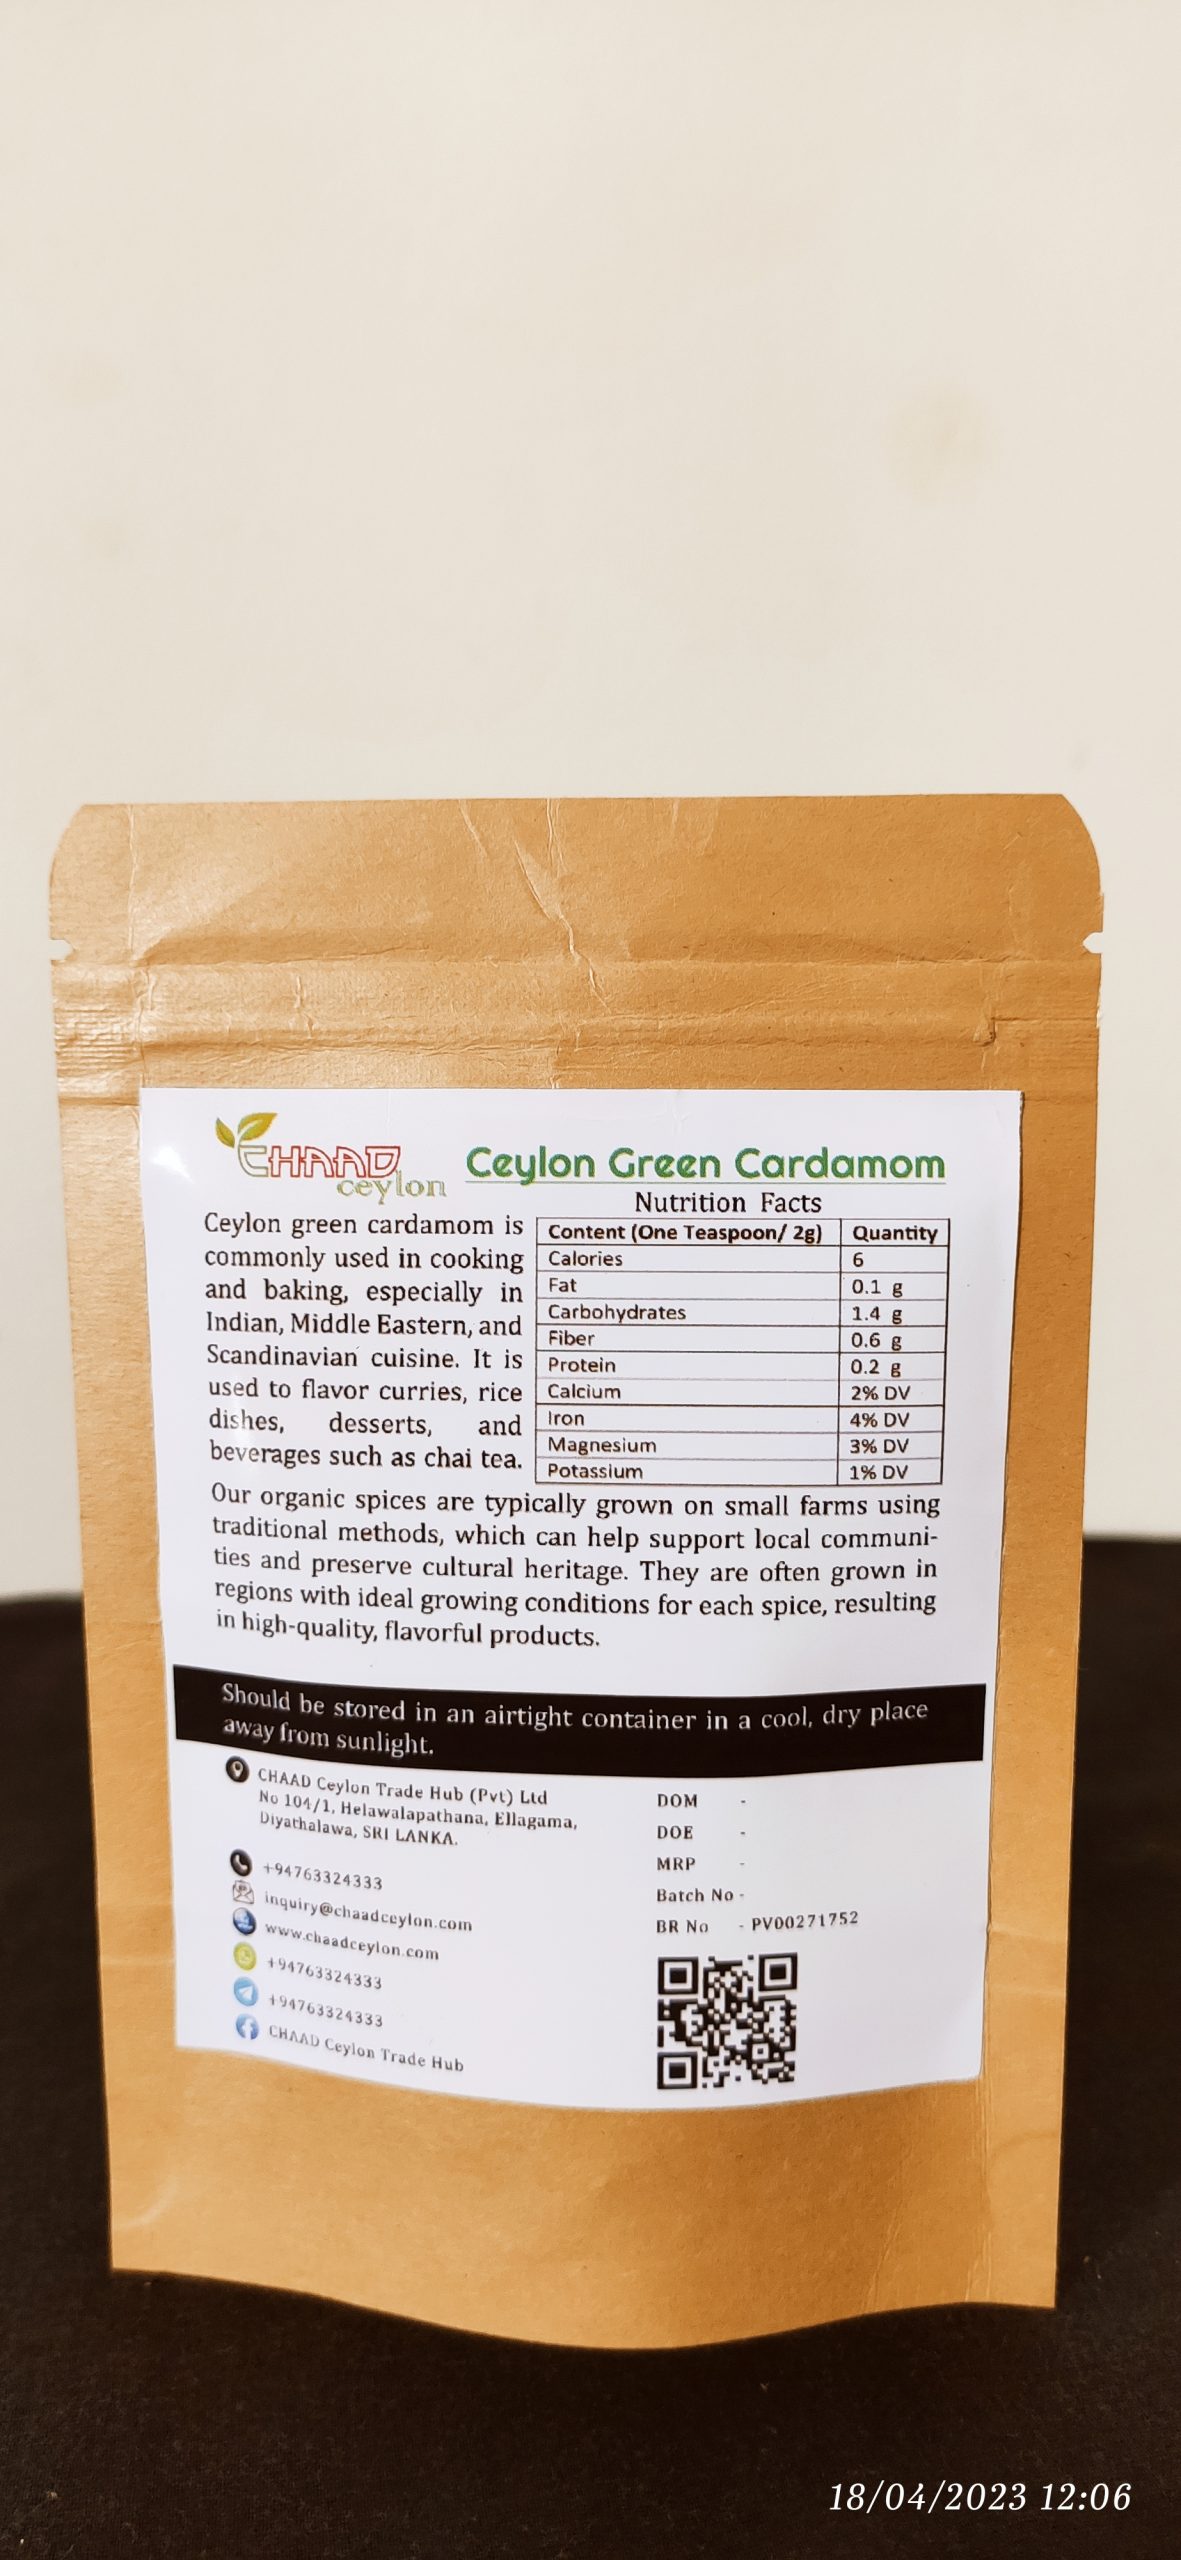 CHAAD
ceylon
Ceylon Green Cardamom
Nutrition Facts
Ceylon green cardamom is
commonly used in cooking
and baking, especially in
Indian, Middle Eastern, and
Scandinavian cuisine. It is
used to flavor curries, rice
dishes, desserts, and
beverages such as chai tea.
Content (One Teaspoon/ 2g) Quantity
Calories 6
Fat 0.1 g
Carbohydrates 1.4 g
Fiber 0.6 g
Protein 0.2 g
Calcium 2% DV
Iron 4% DV
Magnesium 3% DV
Potassium 1% DV
Our organic spices are typically grown on small farms using
traditional methods, which can help support local communi-
ties and preserve cultural heritage. They are often grown in
regions with ideal growing conditions for each spice, resulting
in high-quality, flavorful products.
Should be stored in an airtight container in a cool, dry place
away from sunlight.
CHAAD Ceylon Trade Hub (Pvt) Ltd
No 104/1, Helawalapathana, Ellagama,
Diyathalawa, SRI LANKA.
+94763324333
inquiry@chaadceylon.com
www.chaadceylon.com
+94763324333
+94763324333
CHAAD Ceylon Trade Hub
DOM -
DOE -
MRP -
Batch No -
BR No - PV00271752
18/04/2023 12:06